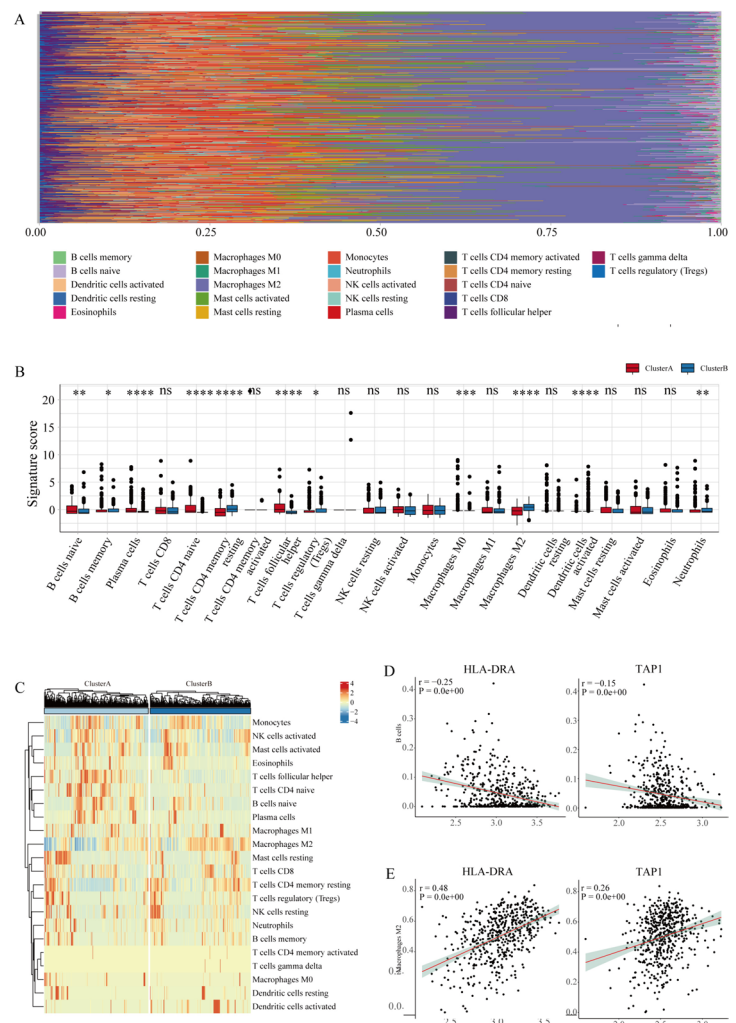 A
0.00 0.25 0.50 0.75 1.00
B cells memory
B cells naive
Dendritic cells activated
Dendritic cells resting
Eosinophils
Macrophages M0
Macrophages M1
Macrophages M2
Mast cells activated
Mast cells resting
Monocytes
Neutrophils
NK cells activated
NK cells resting
Plasma cells
T cells CD4 memory activated
T cells CD4 memory resting
T cells CD4 naive
T cells CD8
T cells follicular helper
T cells gamma delta
T cells regulatory (Tregs)
B
ClusterA ClusterB
** * **** ns **** **** ns **** * ns ns ns ns *** ns **** ns **** ns ns ns **
Signature score
20
15
10
5
0
B cells naive
B cells memory
Plasma cells
T cells CD8
T cells CD4 naive
T cells CD4 memory
resting
T cells CD4 memory
activated
T cells follicular
helper
T cells regulatory
(Tregs)
T cells gamma delta
NK cells resting
NK cells activated
Monocytes
Macrophages M0
Macrophages M1
Macrophages M2
Dendritic cells
resting
Dendritic cells
activated
Mast cells resting
Mast cells activated
Eosinophils
Neutrophils
C
ClusterA ClusterB
4
2
0
−2
−4
Monocytes
NK cells activated
Mast cells activated
Eosinophils
T cells follicular helper
T cells CD4 naive
B cells naive
Plasma cells
Macrophages M1
Macrophages M2
Mast cells resting
T cells CD8
T cells CD4 memory resting
T cells regulatory (Tregs)
NK cells resting
Neutrophils
B cells memory
T cells CD4 memory activated
T cells gamma delta
Macrophages M0
Dendritic cells resting
Dendritic cells activated
D
HLA-DRA
r = −0.25
P = 0.0e+00
B cells
0.4
0.3
0.2
0.1
0.0
2.5 3.0 3.5
TAP1
r = −0.15
P = 0.0e+00
0.4
0.3
0.2
0.1
0.0
2.0 2.5 3.0
E
HLA-DRA
r = 0.48
P = 0.0e+00
Macrophages M2
0.8
0.6
0.4
0.2
0.
3.0
TAP1
r = 0.26
P = 0.0e+00
0.8
0.6
0.4
0.2
0.
2.0 2.5 3.0